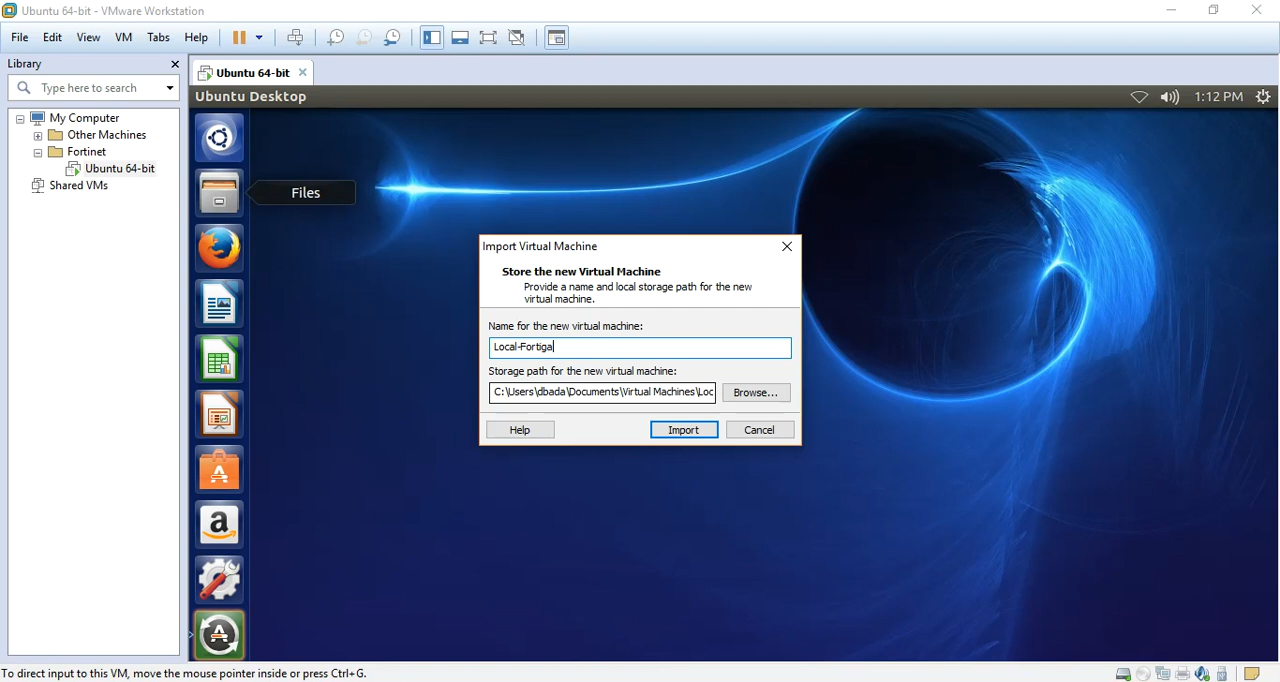 Ubuntu 64-bit - VMware Workstation
File Edit View VM Tabs Help
Library
Type here to search
My Computer
Other Machines
Fortinet
Ubuntu 64-bit
Shared VMs
Ubuntu 64-bit
Ubuntu Desktop
1:12 PM
Files
Import Virtual Machine
Store the new Virtual Machine
Provide a name and local storage path for the new
virtual machine.
Name for the new virtual machine:
Local-Fortiga
Storage path for the new virtual machine:
C:\Users\dbada\Documents\Virtual Machines\Loc
Browse...
Help Import Cancel
To direct input to this VM, move the mouse pointer inside or press Ctrl+G.